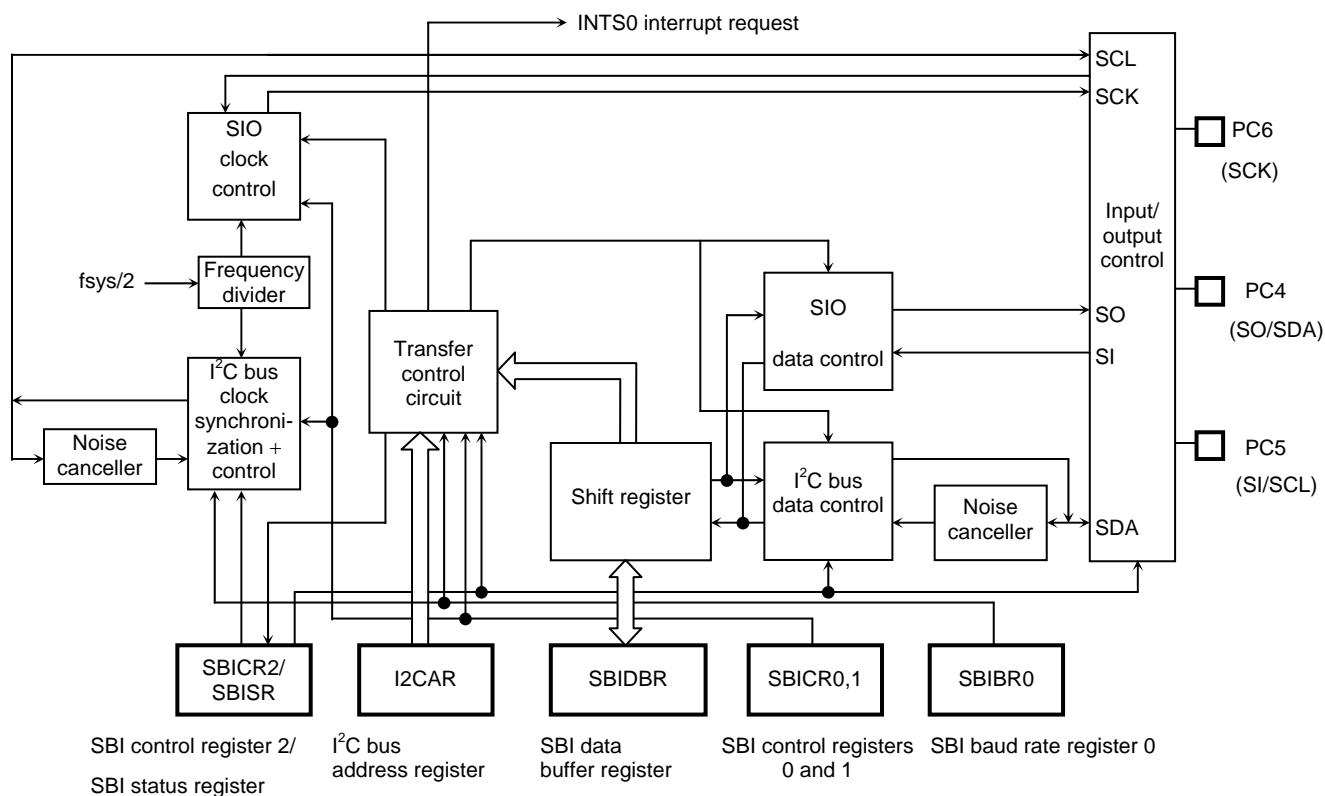 INTS0 interrupt request
SCL
SCK
SIO
clock
control
PC6
(SCK)
Input/
output
control
fsys/2
Frequency
divider
PC4
(SO/SDA)
SIO
data control
SO
SI
Transfer
control
circuit
I²C bus
clock
synchroni-
zation +
control
Noise
canceller
PC5
(SI/SCL)
Shift register
I²C bus
data control
Noise
canceller
SDA
SBICR2/
SBISR
I2CAR
SBIDBR
SBICR0,1
SBIBR0
SBI control register 2/
SBI status register
I²C bus
address register
SBI data
buffer register
SBI control registers
0 and 1
SBI baud rate register 0